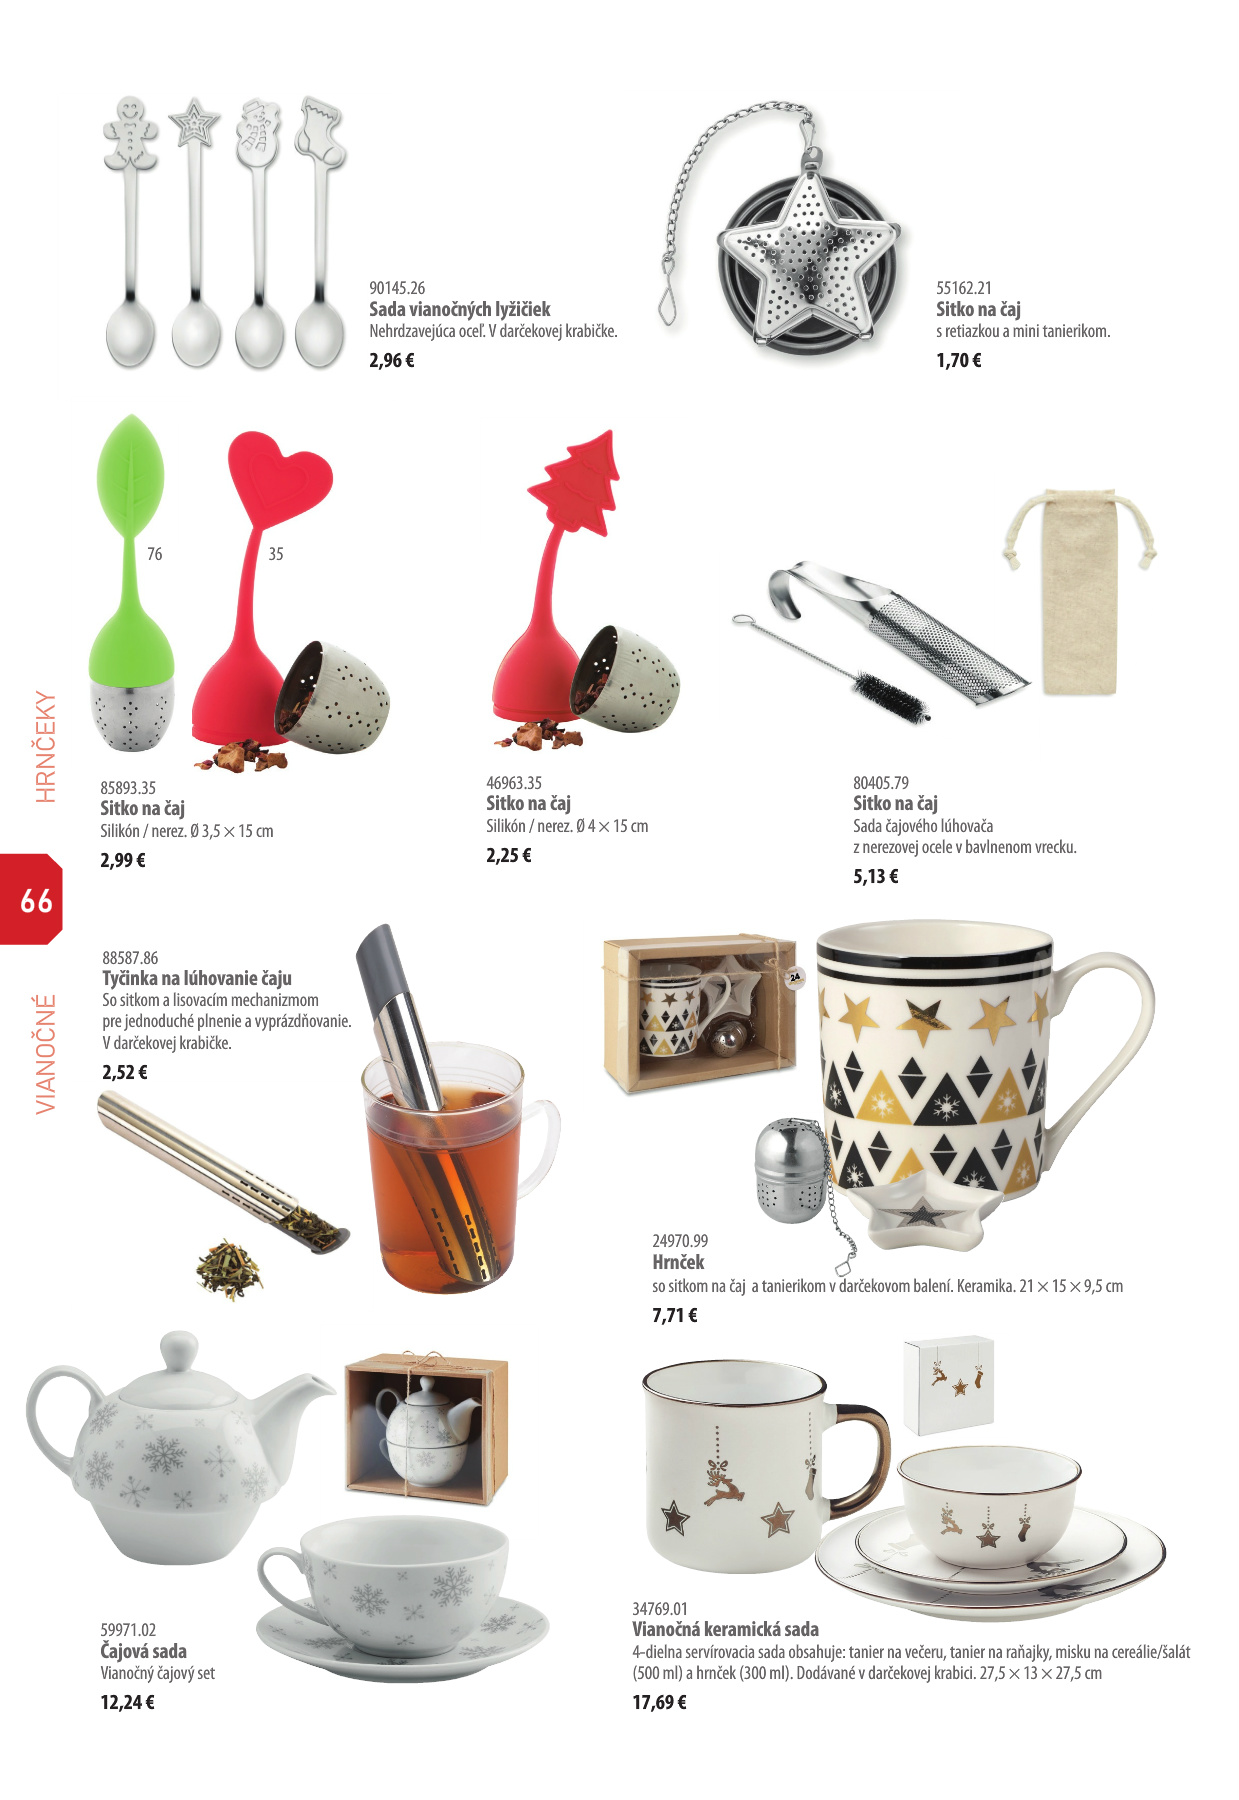 90145.26
Sada vianočných lyžičiek
Nehrdzavejúca oceľ. V darčekovej krabičke.
2,96 €
55162.21
Sitko na čaj
s retiazkou a mini tanierikom.
1,70 €
76
35
85893.35
Sitko na čaj
Silikón / nerez. Ø 3,5 × 15 cm
2,99 €
46963.35
Sitko na čaj
Silikón / nerez. Ø 4 × 15 cm
2,25 €
80405.79
Sitko na čaj
Sada čajového lúhovača
z nerezovej ocele v bavlnenom vrecku.
5,13 €
HRNČEKY
66
VIANOČNÉ
88587.86
Tyčinka na lúhovanie čaju
So sitkom a lisovacím mechanizmom
pre jednoduché plnenie a vyprázdňovanie.
V darčekovej krabičke.
2,52 €
24
24970.99
Hrnček
so sitkom na čaj a tanierikom v darčekovom balení. Keramika. 21 × 15 × 9,5 cm
7,71 €
59971.02
Čajová sada
Vianočný čajový set
12,24 €
34769.01
Vianočná keramická sada
4-dielna servírovacia sada obsahuje: tanier na večeru, tanier na raňajky, misku na cereálie/šalát
(500 ml) a hrnček (300 ml). Dodávané v darčekovej krabici. 27,5 × 13 × 27,5 cm
17,69 €